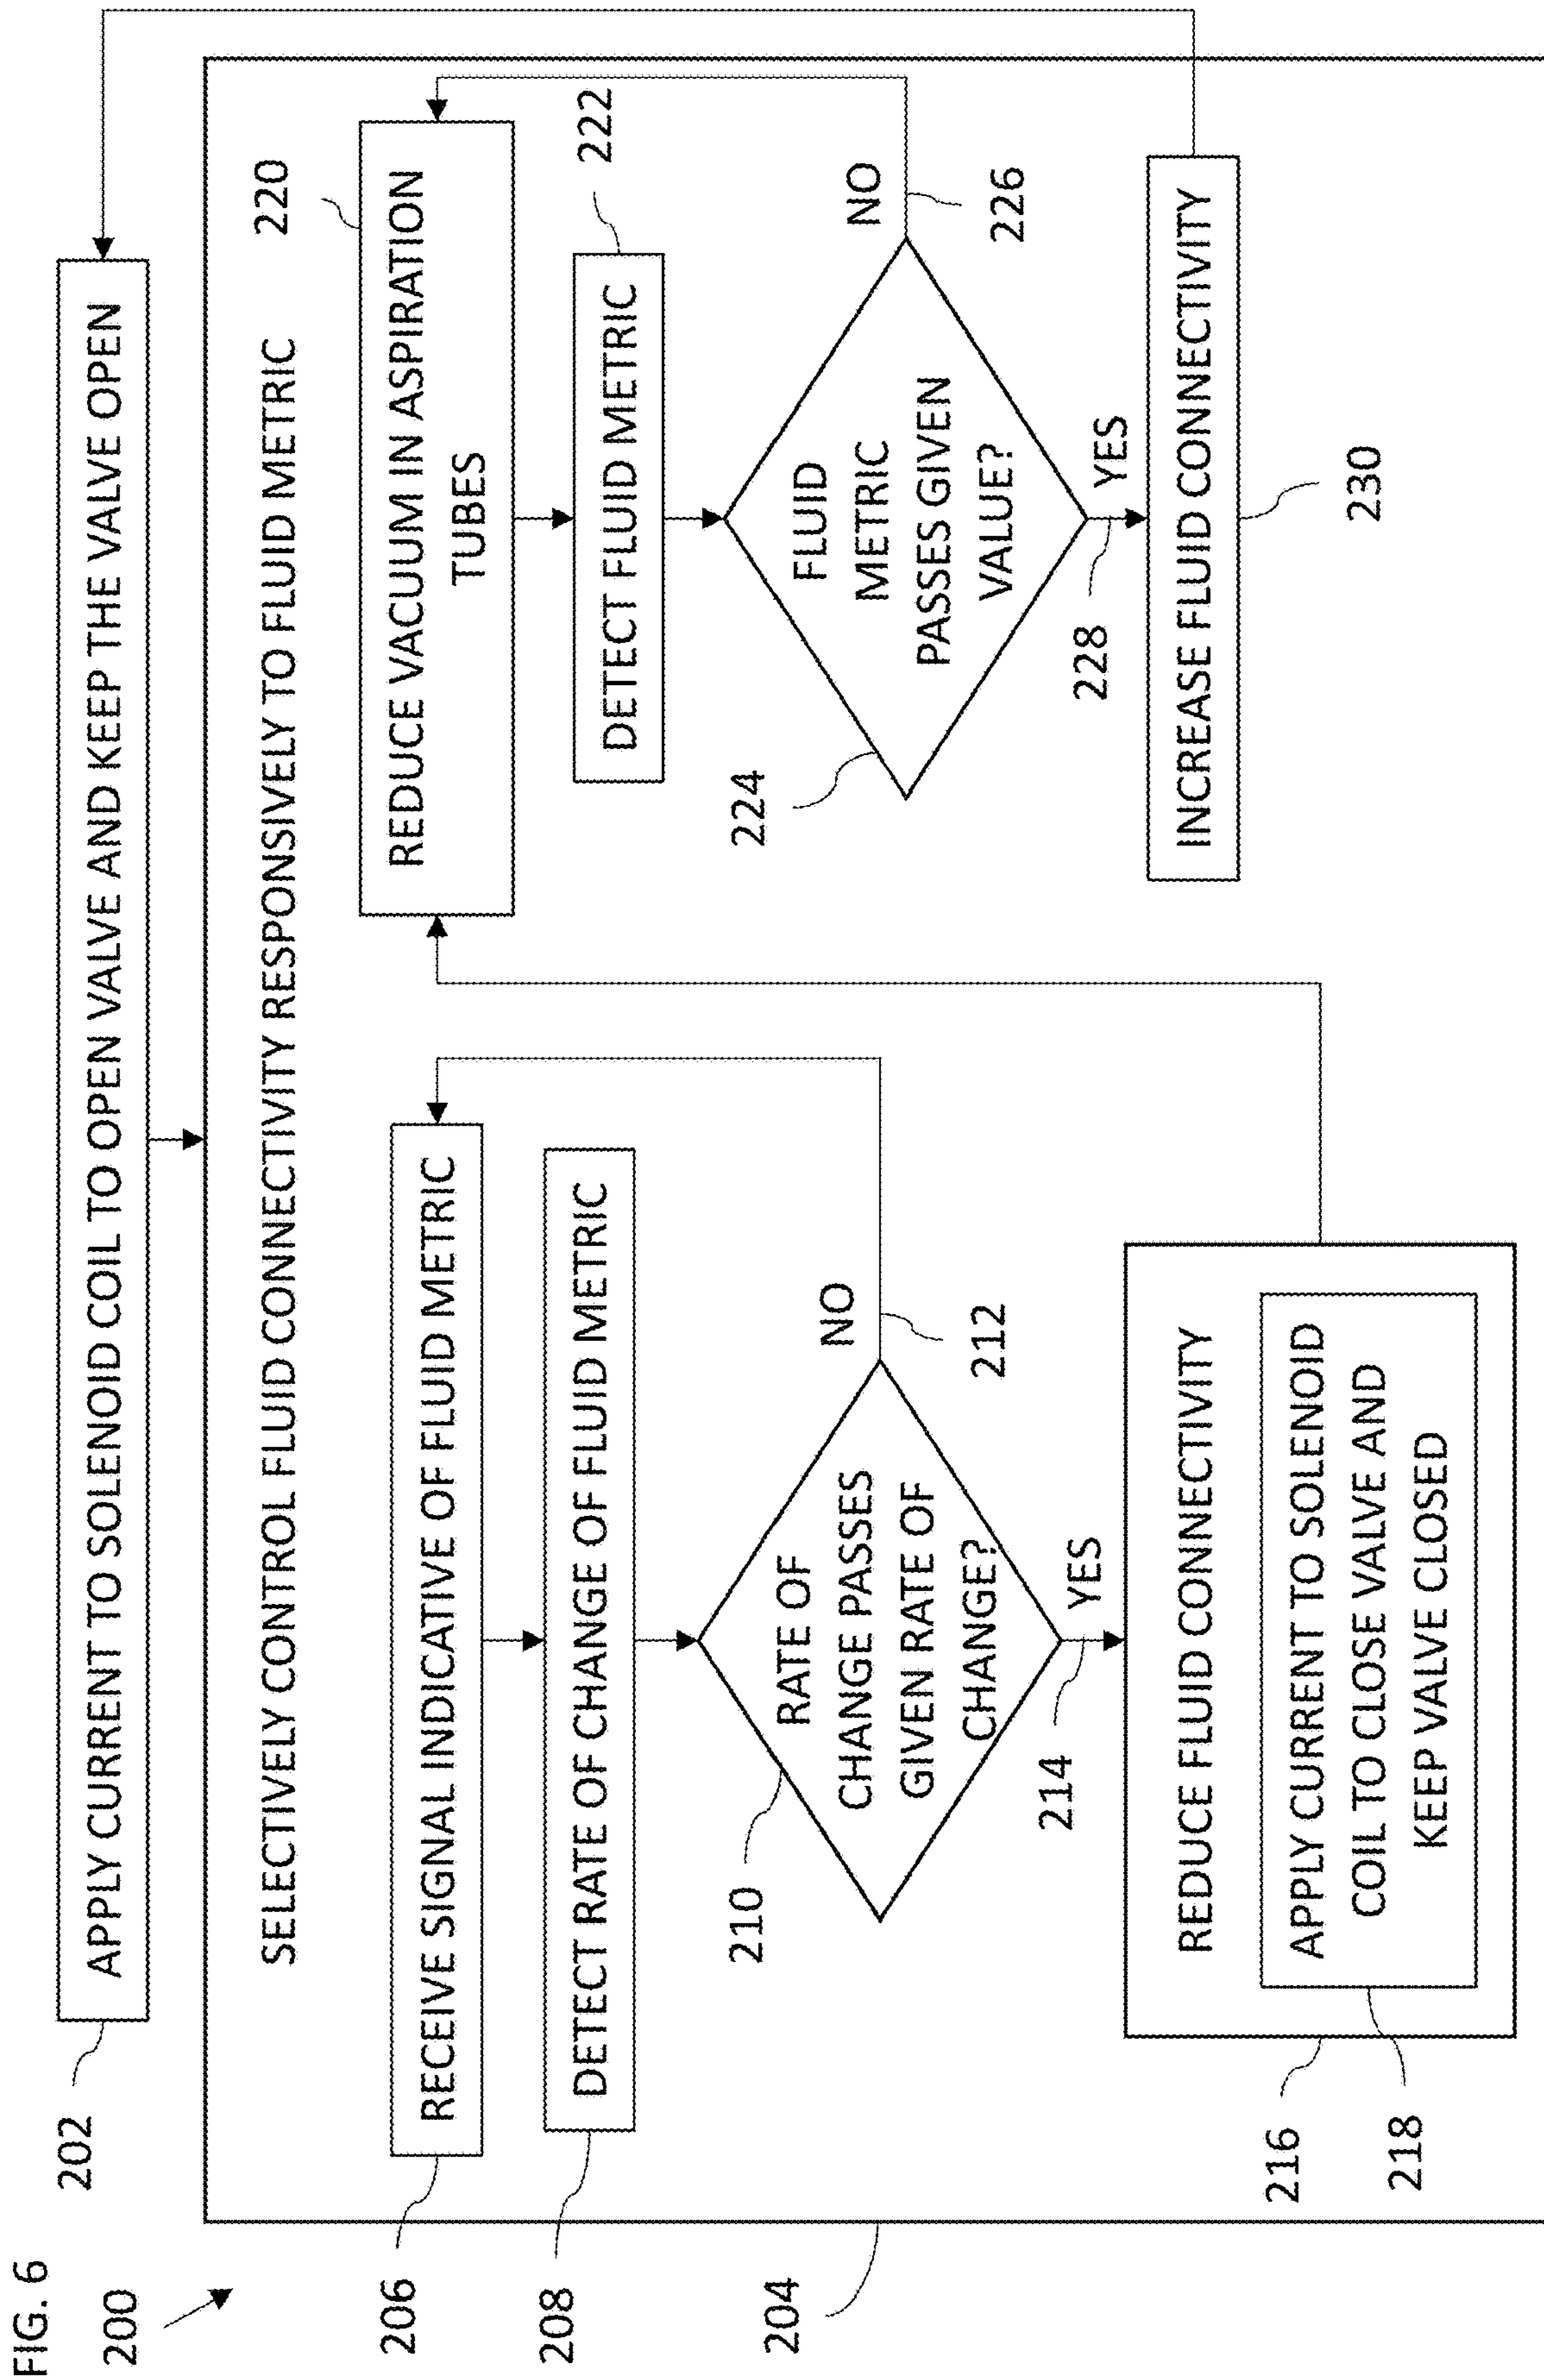 FIG. 6
200
202
APPLY CURRENT TO SOLENOID COIL TO OPEN VALVE AND KEEP THE VALVE OPEN
204
SELECTIVELY CONTROL FLUID CONNECTIVITY RESPONSIVELY TO FLUID METRIC
206
RECEIVE SIGNAL INDICATIVE OF FLUID METRIC
208
DETECT RATE OF CHANGE OF FLUID METRIC
210
RATE OF
CHANGE PASSES
GIVEN RATE OF
CHANGE?
NO
212
214
YES
216
REDUCE FLUID CONNECTIVITY
218
APPLY CURRENT TO SOLENOID
COIL TO CLOSE VALVE AND
KEEP VALVE CLOSED
220
REDUCE VACUUM IN ASPIRATION
TUBES
222
DETECT FLUID METRIC
224
FLUID
METRIC
PASSES GIVEN
VALUE?
NO
226
228
YES
INCREASE FLUID CONNECTIVITY
230